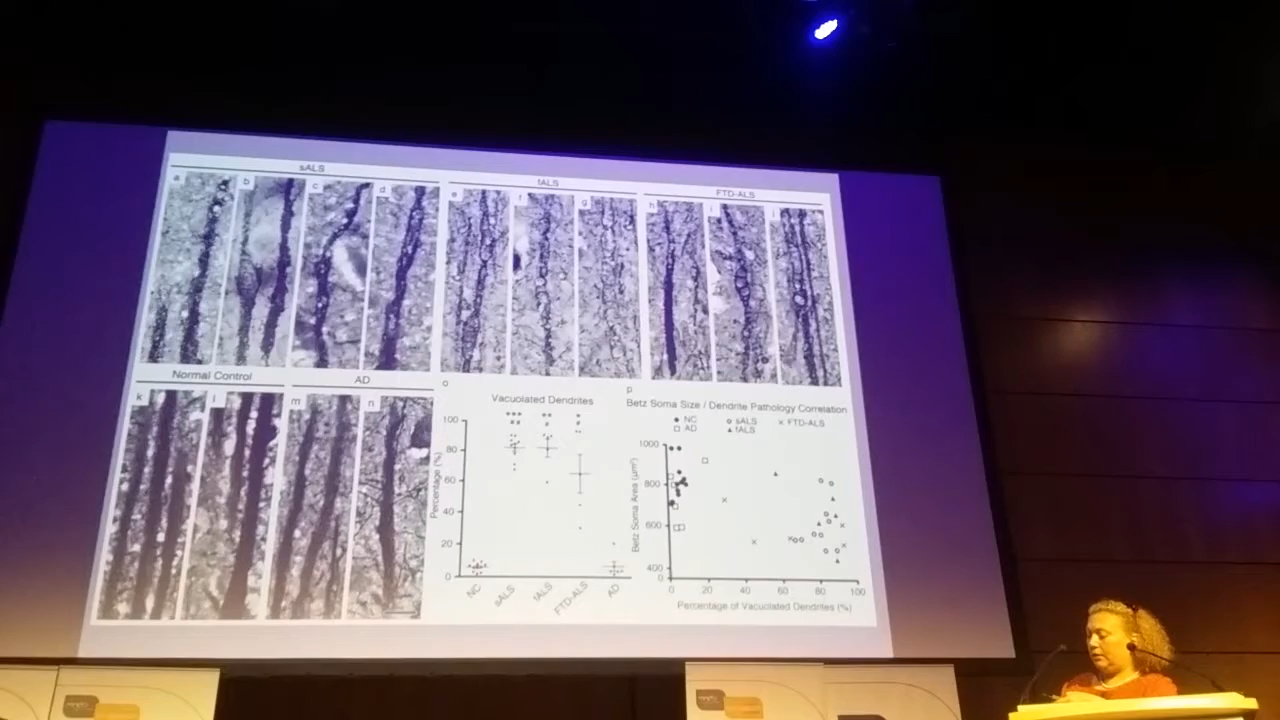 sALS
fALS
FTD-ALS
a b c d e f g h i j
Normal Control
AD
k l m n
o
Vacuolated Dendrites
Percentage (%)
100
80
60
40
20
0
*** ** *
## # #
NC sALS fALS FTD-ALS AD
p
Betz Soma Size / Dendrite Pathology Correlation
NC sALS FTD-ALS
AD fALS
Betz Soma Area (μm²)
1000
800
600
400
0
0 20 40 60 80 100
Percentage of Vacuolated Dendrites (%)